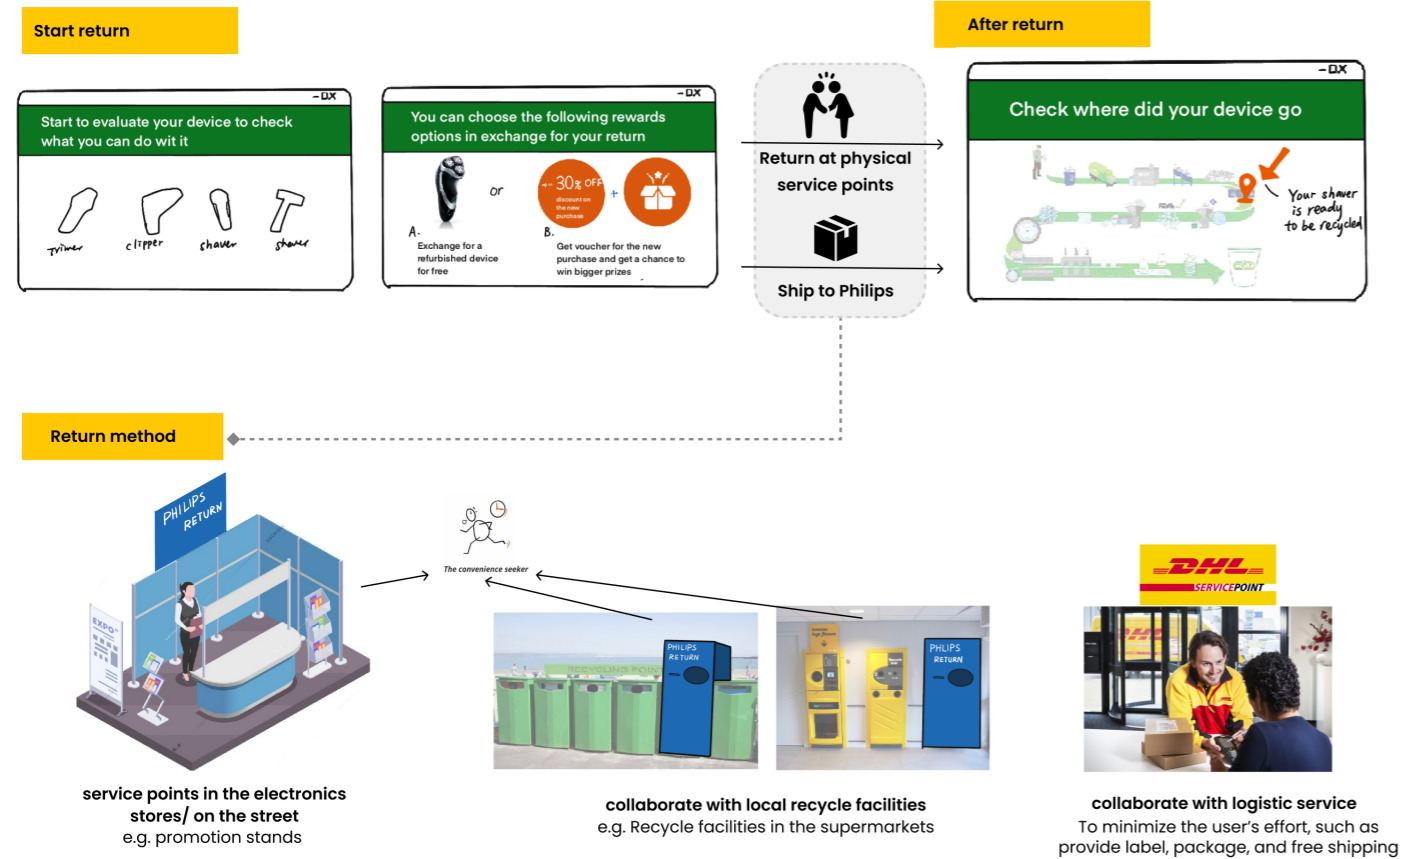 Start return
After return
- DX
Start to evaluate your device to check
what you can do wit it
Trimer
clipper
shaver
shaver
- DX
You can choose the following rewards
options in exchange for your return
or
-- 30% OFF
discount on
the new
purchase
+
A.
Exchange for a
refurbished device
for free
B.
Get voucher for the new
purchase and get a chance to
win bigger prizes
Return at physical
service points
Ship to Philips
- DX
Check where did your device go
Your shaver
is ready
to be recycled
Return method
PHILIPS
RETURN
EXPO
The convenience seeker
RECYCLING POINT
PHILIPS
RETURN
PHILIPS
RETURN
DHL
SERVICEPOINT
service points in the electronics
stores/ on the street
e.g. promotion stands
collaborate with local recycle facilities
e.g. Recycle facilities in the supermarkets
collaborate with logistic service
To minimize the user's effort, such as
provide label, package, and free shipping